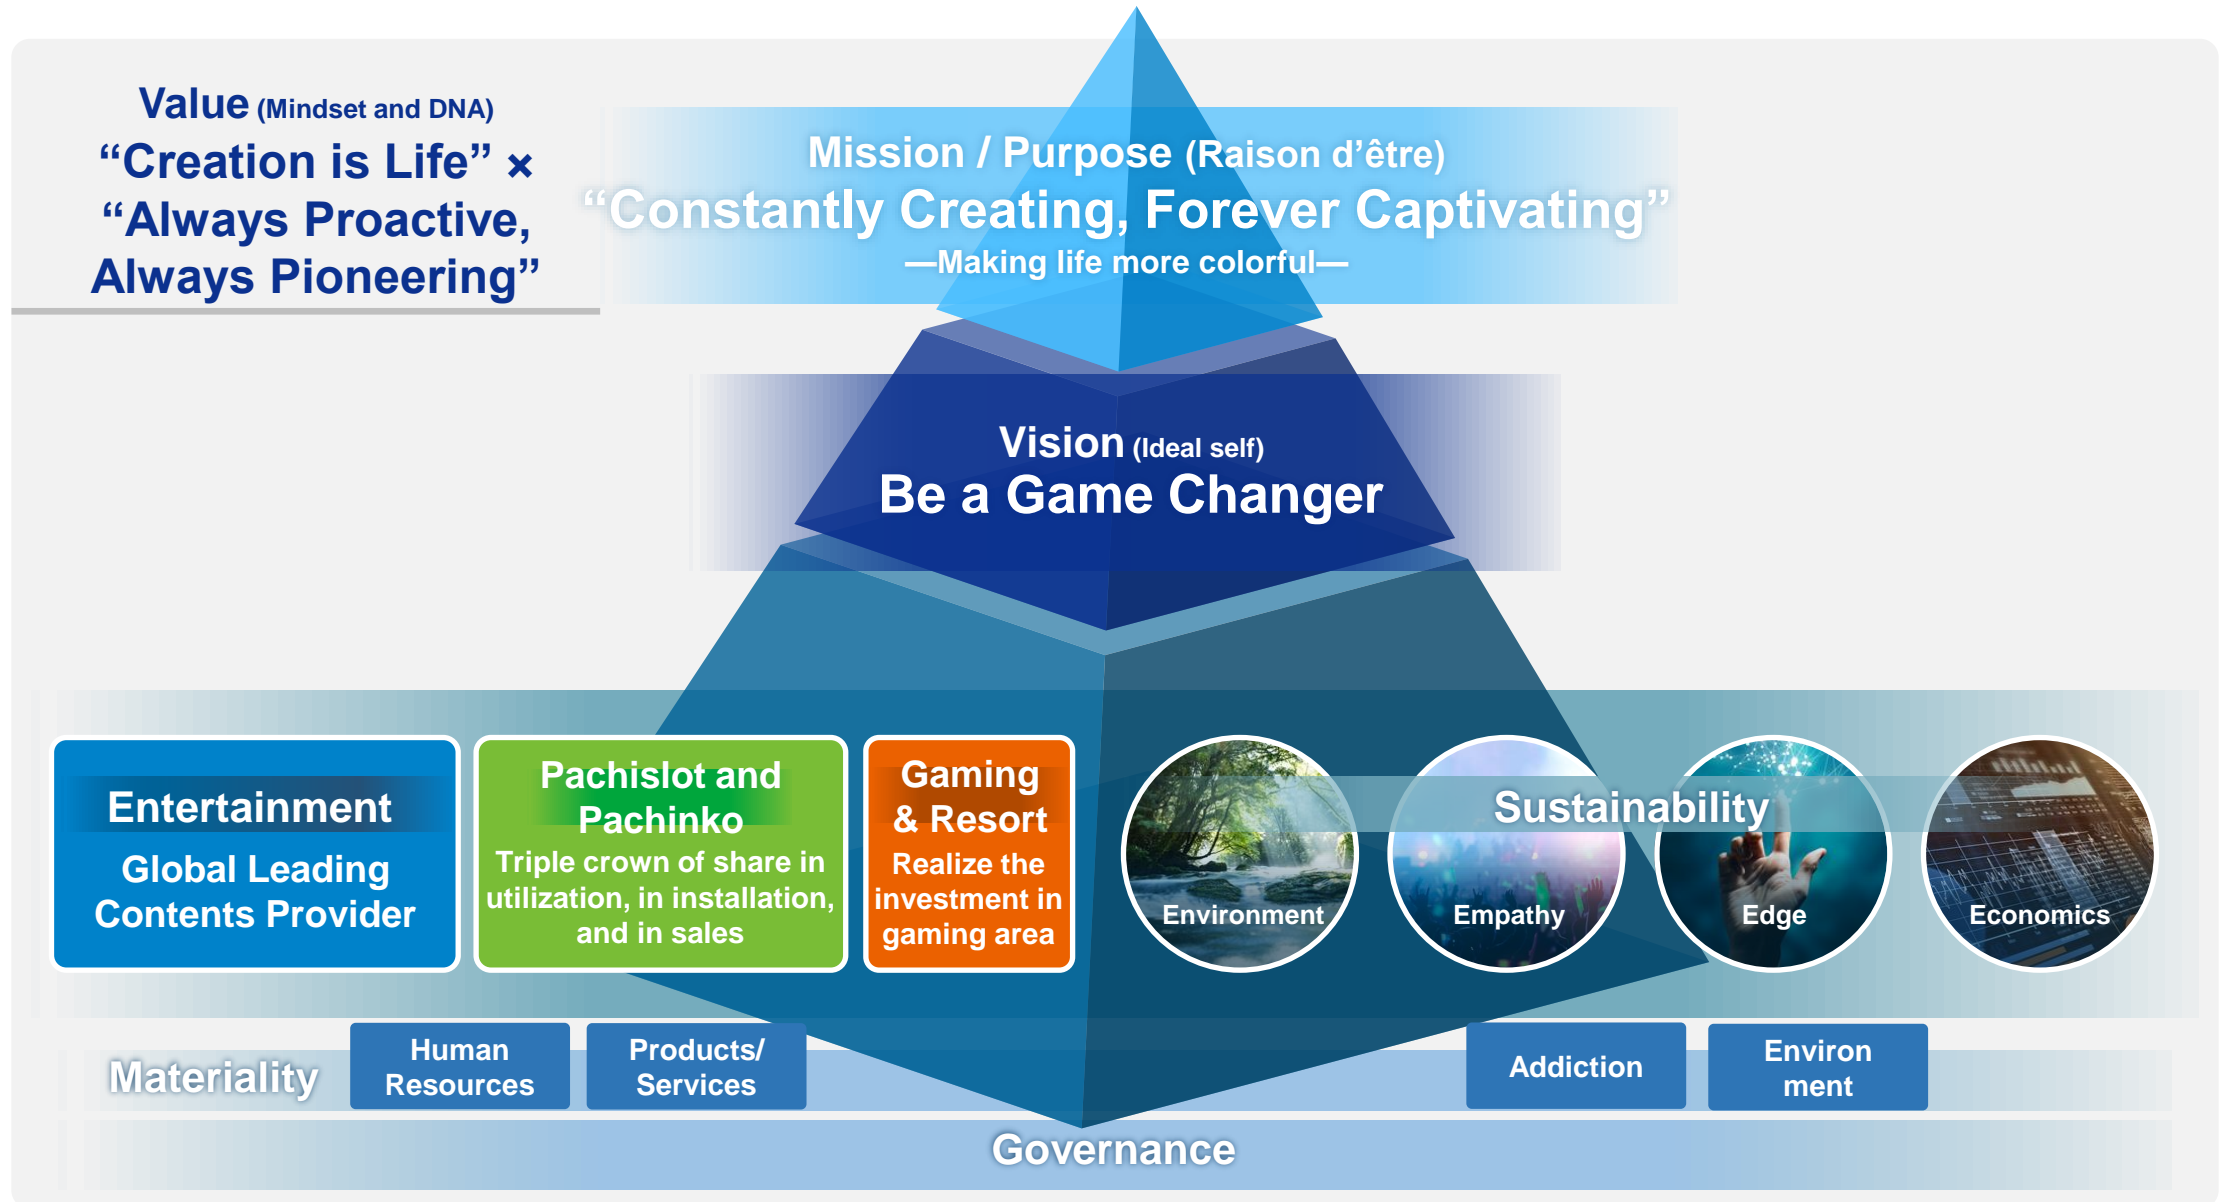 Value (Mindset and DNA)
“Creation is Life” ×
“Always Proactive,
Always Pioneering”
Mission / Purpose (Raison d’être)
“Constantly Creating, Forever Captivating”
—Making life more colorful—
Vision (Ideal self)
Be a Game Changer
Entertainment
Global Leading
Contents Provider
Pachislot and
Pachinko
Triple crown of share in
utilization, in installation,
and in sales
Gaming
& Resort
Realize the
investment in
gaming area
Sustainability
Environment
Empathy
Edge
Economics
Materiality
Human
Resources
Products/
Services
Addiction
Environ
ment
Governance